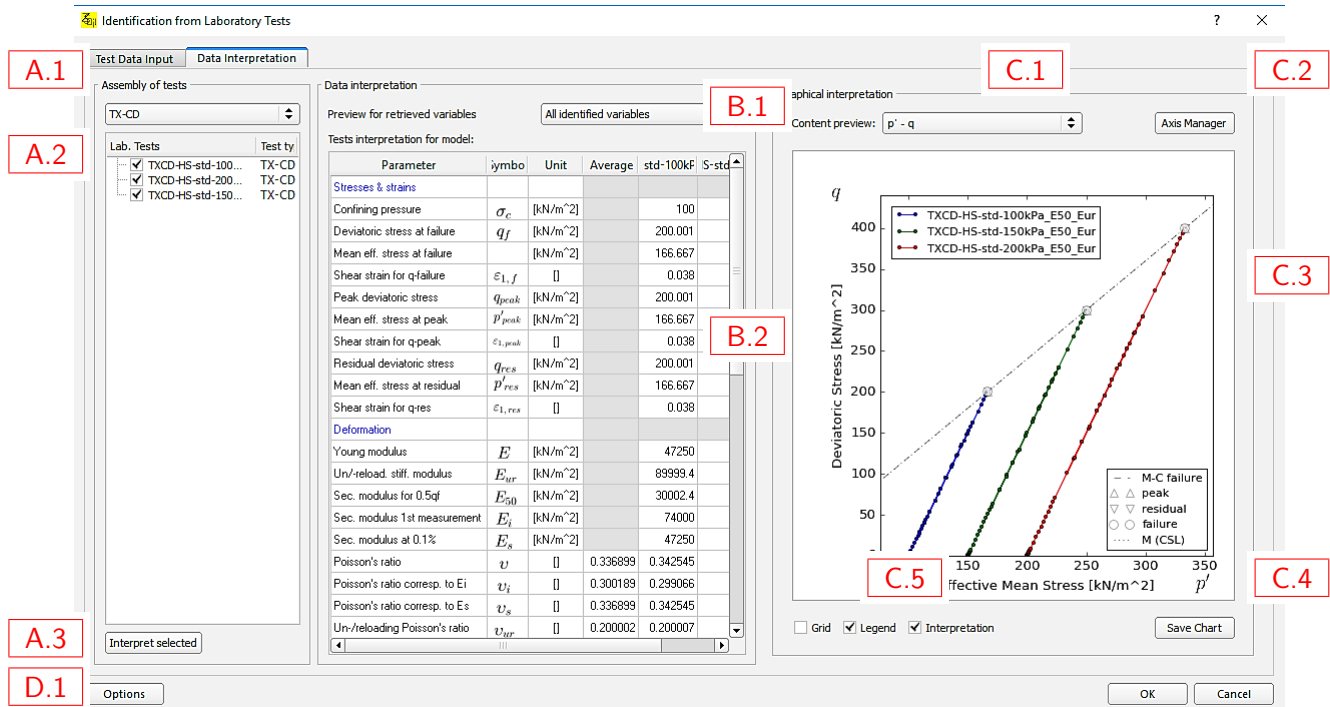 Identification from Laboratory Tests
? ×
A.1
Test Data Input Data Interpretation
C.1
C.2
Assembly of tests
TX-CD
A.2
Lab. Tests Test ty
TXCD-HS-std-100... TX-CD
TXCD-HS-std-200... TX-CD
TXCD-HS-std-150... TX-CD
A.3
Interpret selected
D.1
Options
Data interpretation
Preview for retrieved variables All identified variables
B.1
Tests interpretation for model:
Parameter Symbo Unit Average std-100kP S-std
Stresses & strains
Confining pressure σc [kN/m^2] 100
Deviatoric stress at failure qf [kN/m^2] 200.001
Mean eff. stress at failure [kN/m^2] 166.667
Shear strain for q-failure ε1,f [] 0.038
Peak deviatoric stress qpeak [kN/m^2] 200.001
Mean eff. stress at peak p'peak [kN/m^2] 166.667
B.2
Shear strain for q-peak ε1,peak [] 0.038
Residual deviatoric stress qres [kN/m^2] 200.001
Mean eff. stress at residual p'res [kN/m^2] 166.667
Shear strain for q-res ε1,res [] 0.038
Deformation
Young modulus E [kN/m^2] 47250
Un/-reload. stiff. modulus Eur [kN/m^2] 89999.4
Sec. modulus for 0.5qf E50 [kN/m^2] 30002.4
Sec. modulus 1st measurement Ei [kN/m^2] 74000
Sec. modulus at 0.1% Es [kN/m^2] 47250
Poisson's ratio υ [] 0.336899 0.342545
Poisson's ratio corresp. to Ei υi [] 0.300189 0.299066
Poisson's ratio corresp. to Es υs [] 0.336899 0.342545
Un-/reloading Poisson's ratio υur [] 0.200002 0.200007
aphical interpretation
Content preview: p' - q Axis Manager
q
TXCD-HS-std-100kPa_E50_Eur
TXCD-HS-std-150kPa_E50_Eur
TXCD-HS-std-200kPa_E50_Eur
400
350
300
250
200
150
100
50
Deviatoric Stress [kN/m^2]
C.3
M-C failure
peak
residual
failure
M (CSL)
150 200 250 300 350
C.5
ffective Mean Stress [kN/m^2] p'
C.4
Grid Legend Interpretation Save Chart
OK Cancel